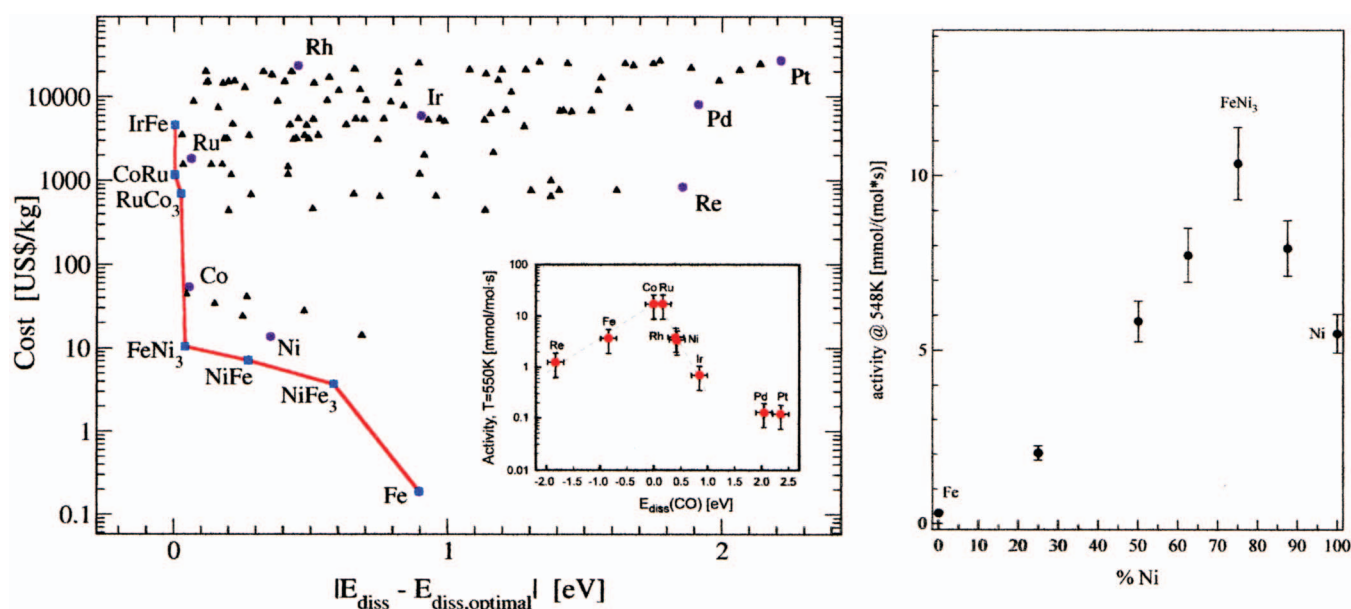 Cost [US$/kg]
10000
1000
100
10
1
0.1
0
1
2
|E_diss - E_diss,optimal| [eV]
Rh
Pt
Ir
Pd
IrFe
Ru
CoRu
RuCo₃
Re
Co
FeNi₃
Ni
NiFe
NiFe₃
Fe
Activity, T=550K [mmol/mol·s]
100
10
1
0.1
0.01
Co Ru
Fe
Re
Rh
Ni
Ir
Pd
Pt
-2.0 -1.5 -1.0 -0.5 0.0 0.5 1.0 1.5 2.0 2.5
E_diss(CO) [eV]
activity @ 548K [mmol/(mol*s)]
10
5
0
FeNi₃
Ni
Fe
0 10 20 30 40 50 60 70 80 90 100
% Ni